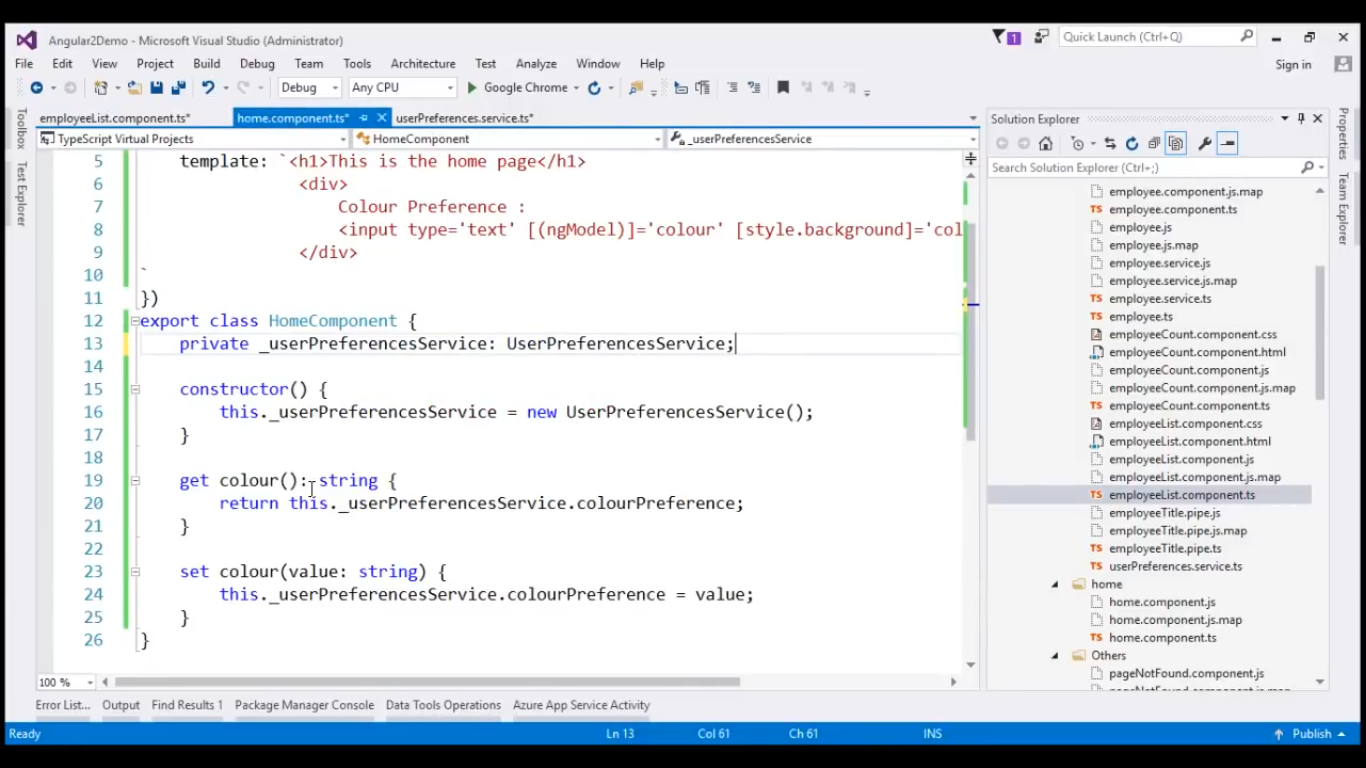 Angular2Demo - Microsoft Visual Studio (Administrator)
1
Quick Launch (Ctrl+Q)
File Edit View Project Build Debug Team Tools Architecture Test Analyze Window Help
Sign in
Debug Any CPU Google Chrome
Toolbox
Test Explorer
employeeList.component.ts* home.component.ts* userPreferences.service.ts*
TypeScript Virtual Projects HomeComponent _userPreferencesService
5 template: `<h1>This is the home page</h1>
6 <div>
7 Colour Preference :
8 <input type='text' [(ngModel)]='colour' [style.background]='col
9 </div>
10 `
11 })
12 export class HomeComponent {
13 private _userPreferencesService: UserPreferencesService;
14
15 constructor() {
16 this._userPreferencesService = new UserPreferencesService();
17 }
18
19 get colour(): string {
20 return this._userPreferencesService.colourPreference;
21 }
22
23 set colour(value: string) {
24 this._userPreferencesService.colourPreference = value;
25 }
26 }
100 %
Solution Explorer
Search Solution Explorer (Ctrl+;)
employee.component.js.map
TS employee.component.ts
employee.js
employee.js.map
employee.service.js
employee.service.js.map
TS employee.service.ts
TS employee.ts
employeeCount.component.css
employeeCount.component.html
employeeCount.component.js
employeeCount.component.js.map
TS employeeCount.component.ts
employeeList.component.css
employeeList.component.html
employeeList.component.js
employeeList.component.js.map
TS employeeList.component.ts
employeeTitle.pipe.js
employeeTitle.pipe.js.map
TS employeeTitle.pipe.ts
TS userPreferences.service.ts
home
home.component.js
home.component.js.map
TS home.component.ts
Others
pageNotFound.component.js
Properties
Team Explorer
Error List... Output Find Results 1 Package Manager Console Data Tools Operations Azure App Service Activity
Ready Ln 13 Col 61 Ch 61 INS Publish